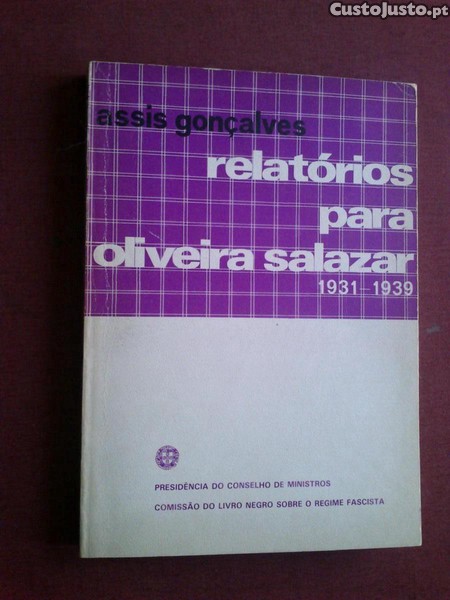 CustoJusto.pt
assis gonçalves
relatórios
para
oliveira salazar
1931-1939
PRESIDÊNCIA DO CONSELHO DE MINISTROS
COMISSÃO DO LIVRO NEGRO SOBRE O REGIME FASCISTA